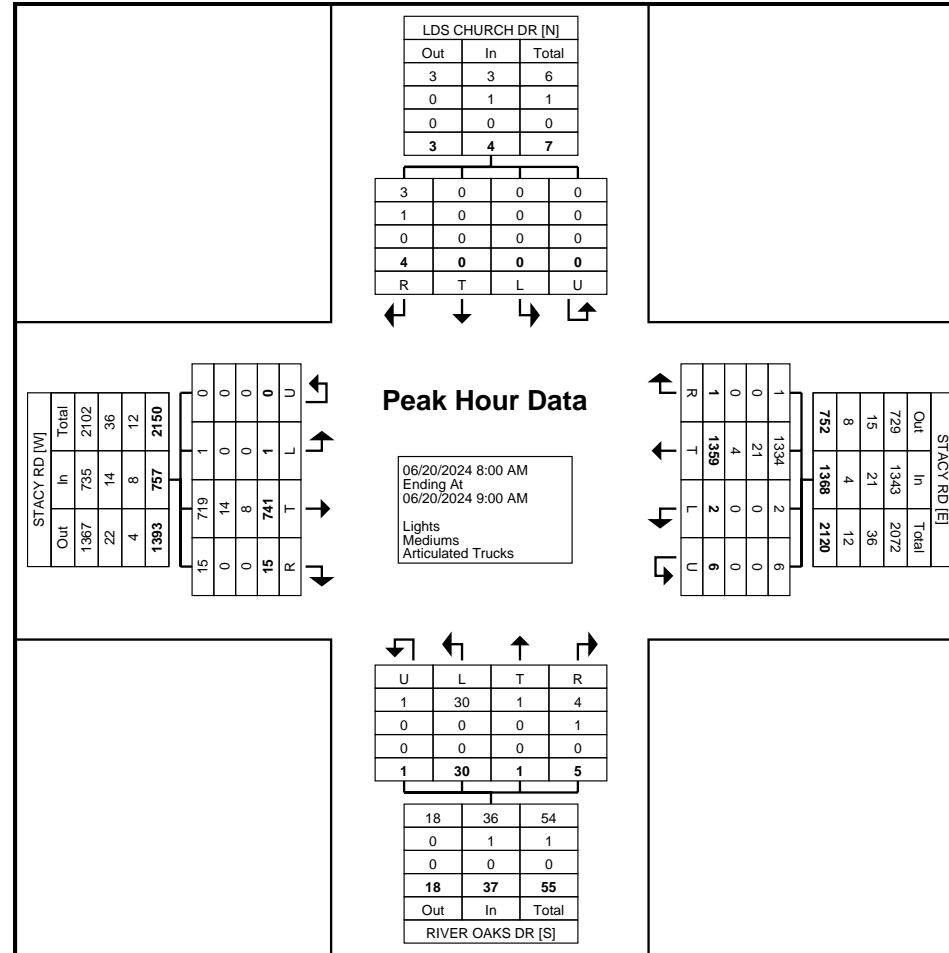 LDS CHURCH DR [N]
Out In Total
3 3 6
0 1 1
0 0 0
3 4 7
3 0 0 0
1 0 0 0
0 0 0 0
4 0 0 0
R T L U
STACY RD [W]
Total 2102 36 12 2150
In 735 14 8 757
Out 1367 22 4 1393
0 0 0 0 U
1 0 0 1 L
719 14 8 741 T
15 0 0 15 R
Peak Hour Data
06/20/2024 8:00 AM
Ending At
06/20/2024 9:00 AM
Lights
Mediums
Articulated Trucks
R 1 0 0 1
T 1359 4 21 1334
L 2 0 0 2
U 6 0 0 6
752 8 15 729 Out
1368 4 21 1343 In
2120 12 36 2072 Total
STACY RD [E]
U L T R
1 30 1 4
0 0 0 1
0 0 0 0
1 30 1 5
18 36 54
0 1 1
0 0 0
18 37 55
Out In Total
RIVER OAKS DR [S]